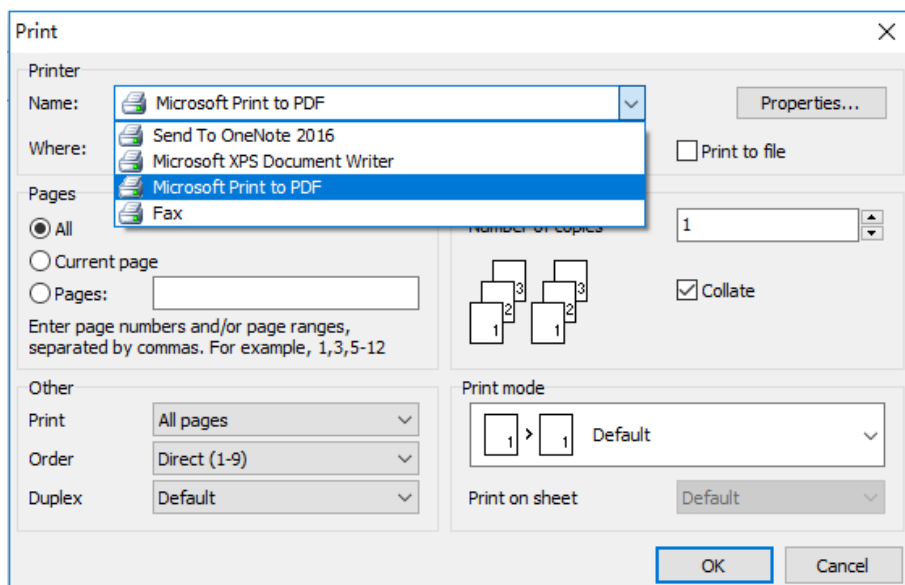 Print
Printer
Name:
Microsoft Print to PDF
Properties...
Send To OneNote 2016
Microsoft XPS Document Writer
Microsoft Print to PDF
Fax
Where:
Print to file
Pages
All
Current page
Pages:
Enter page numbers and/or page ranges,
separated by commas. For example, 1,3,5-12
Number of copies
1
1 2 3
1 2 3
Collate
Other
Print
All pages
Order
Direct (1-9)
Duplex
Default
Print mode
1 > 1 Default
Print on sheet
Default
OK
Cancel